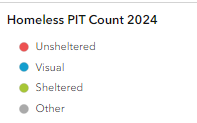 Homeless PIT Count 2024
Unsheltered
Visual
Sheltered
Other